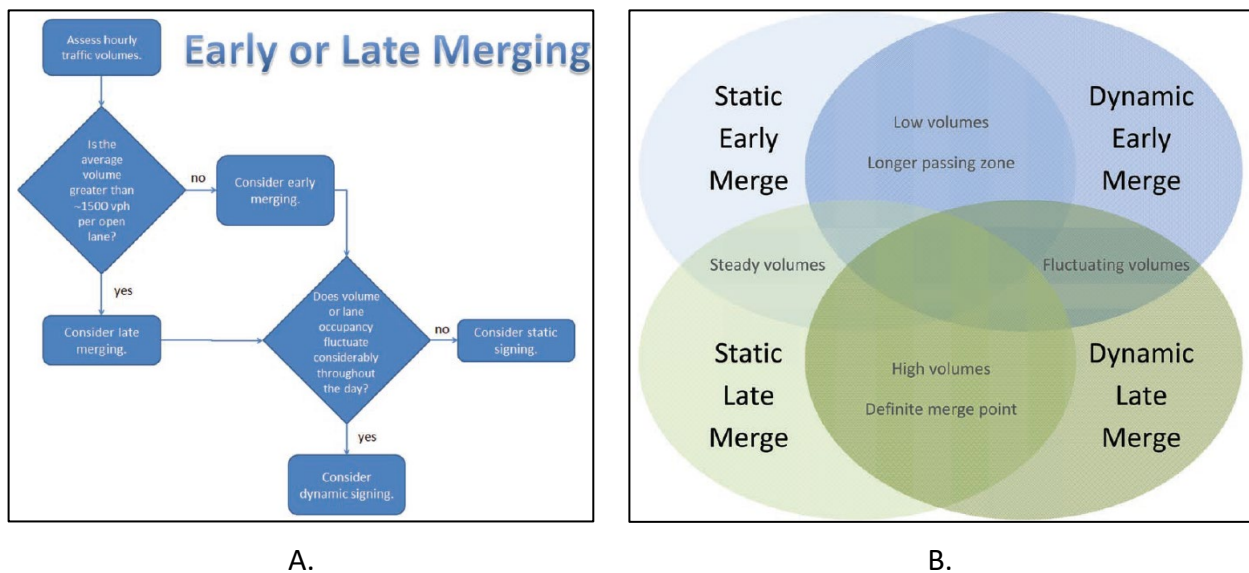 Early or Late Merging
Assess hourly
traffic volumes.
Is the
average
volume
greater than
~1500 vph
per open
lane?
no
Consider early
merging.
yes
Consider late
merging.
Does volume
or lane
occupancy
fluctuate
considerably
throughout
the day?
no
Consider static
signing.
yes
Consider
dynamic signing.
A.
Static
Early
Merge
Low volumes
Longer passing zone
Dynamic
Early
Merge
Steady volumes
Fluctuating volumes
Static
Late
Merge
High volumes
Definite merge point
Dynamic
Late
Merge
B.